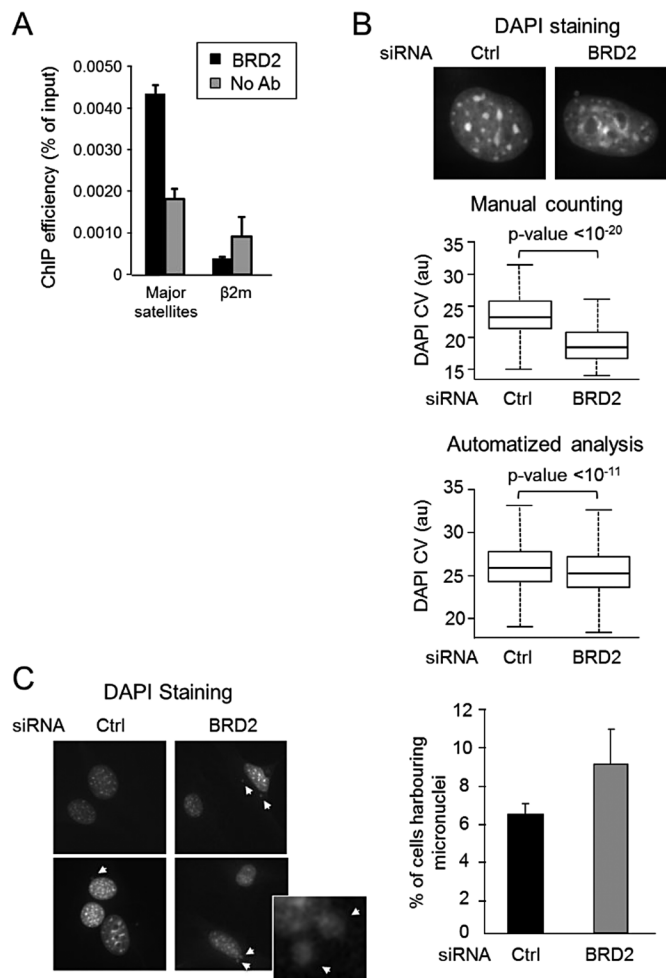 A
ChIP efficiency (% of input)
0.0050
0.0040
0.0030
0.0020
0.0010
0
BRD2
No Ab
Major
satellites
β2m
B
DAPI staining
siRNA Ctrl BRD2
Manual counting
p-value <10-20
DAPI CV (au)
35
30
25
20
15
siRNA Ctrl BRD2
Automatized analysis
p-value <10-11
DAPI CV (au)
35
30
25
20
siRNA Ctrl BRD2
C
DAPI Staining
siRNA Ctrl BRD2
% of cells harbouring
micronuclei
12
10
8
6
4
2
0
siRNA Ctrl BRD2